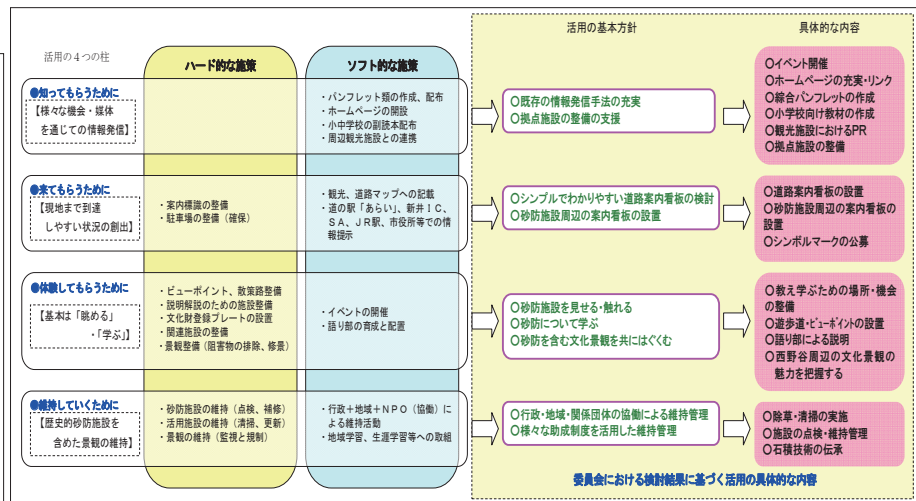 活用の4つの柱
ハード的な施策
ソフト的な施策
活用の基本方針
具体的な内容
●知ってもらうために
【様々な機会・媒体
を通じての情報発信】
・パンフレット類の作成、配布
・ホームページの開設
・小中学校の副読本配布
・周辺観光施設との連携
〇既存の情報発信手法の充実
〇拠点施設の整備の支援
〇イベント開催
〇ホームページの充実・リンク
〇綜合パンフレットの作成
〇小学校向け教材の作成
〇観光施設におけるPR
〇拠点施設の整備
●来てもらうために
【現地まで到達
しやすい状況の創出】
・案内標識の整備
・駐車場の整備（確保）
・観光、道路マップへの記載
・道の駅「あらい」、新井ＩＣ、
ＳＡ、ＪＲ駅、市役所等での情
報提示
〇シンプルでわかりやすい道路案内看板の検討
〇砂防施設周辺の案内看板の設置
〇道路案内看板の設置
〇砂防施設周辺の案内看板の
設置
〇シンボルマークの公募
●体験してもらうために
【基本は「眺める」
・「学ぶ」】
・ビューポイント、散策路整備
・説明解説のための施設整備
・文化財登録プレートの設置
・関連施設の整備
・景観整備（阻害物の排除、修景）
・イベントの開催
・語り部の育成と配置
〇砂防施設を見せる・触れる
〇砂防について学ぶ
〇砂防を含む文化景観を共にはぐくむ
〇教え学ぶための場所・機会
の整備
〇遊歩道・ビューポイントの設置
〇語り部による説明
〇西野谷周辺の文化景観の
魅力を把握する
●維持していくために
【歴史的砂防施設を
含めた景観の維持】
・砂防施設の維持（点検、補修）
・活用施設の維持（清掃、更新）
・景観の維持（監視と規制）
・行政＋地域＋ＮＰＯ（協働）に
よる維持活動
・地域学習、生涯学習等への取組
〇行政・地域・関係団体の協働による維持管理
〇様々な助成制度を活用した維持管理
〇除草・清掃の実施
〇施設の点検・維持管理
〇石積技術の伝承
委員会における検討結果に基づく活用の具体的な内容